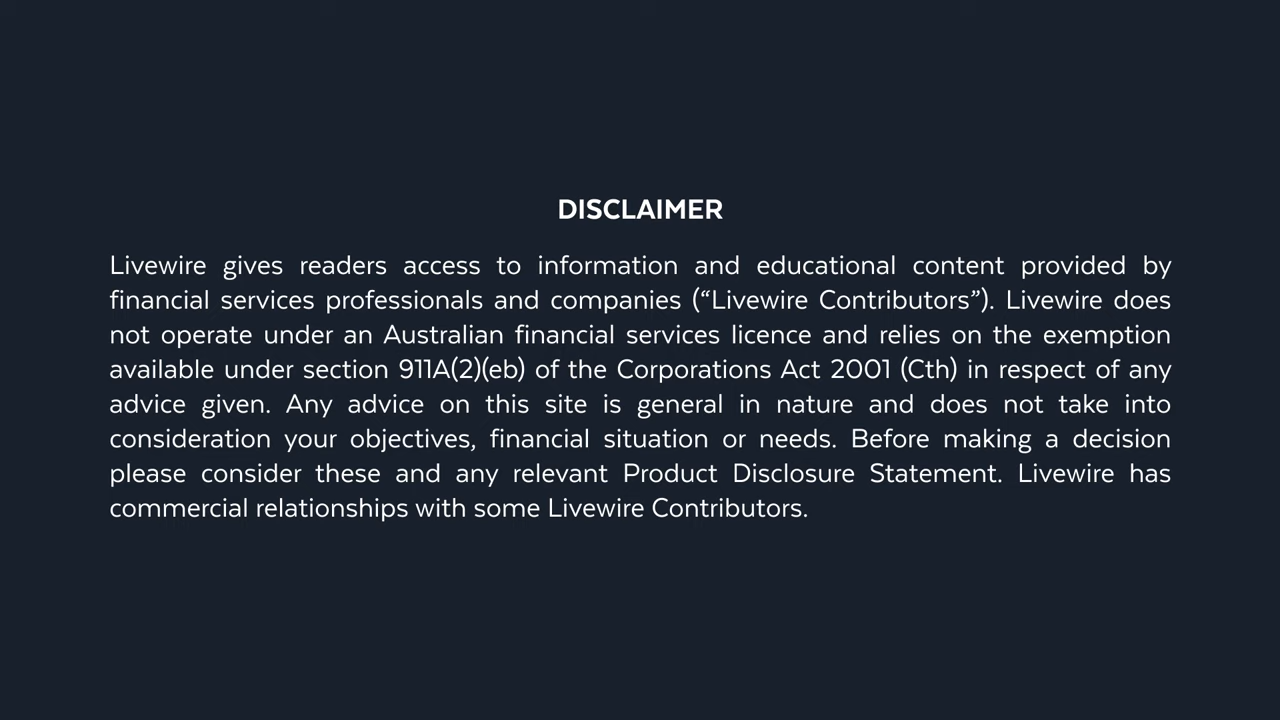 DISCLAIMER
Livewire gives readers access to information and educational content provided by
financial services professionals and companies (“Livewire Contributors”). Livewire does
not operate under an Australian financial services licence and relies on the exemption
available under section 911A(2)(eb) of the Corporations Act 2001 (Cth) in respect of any
advice given. Any advice on this site is general in nature and does not take into
consideration your objectives, financial situation or needs. Before making a decision
please consider these and any relevant Product Disclosure Statement. Livewire has
commercial relationships with some Livewire Contributors.